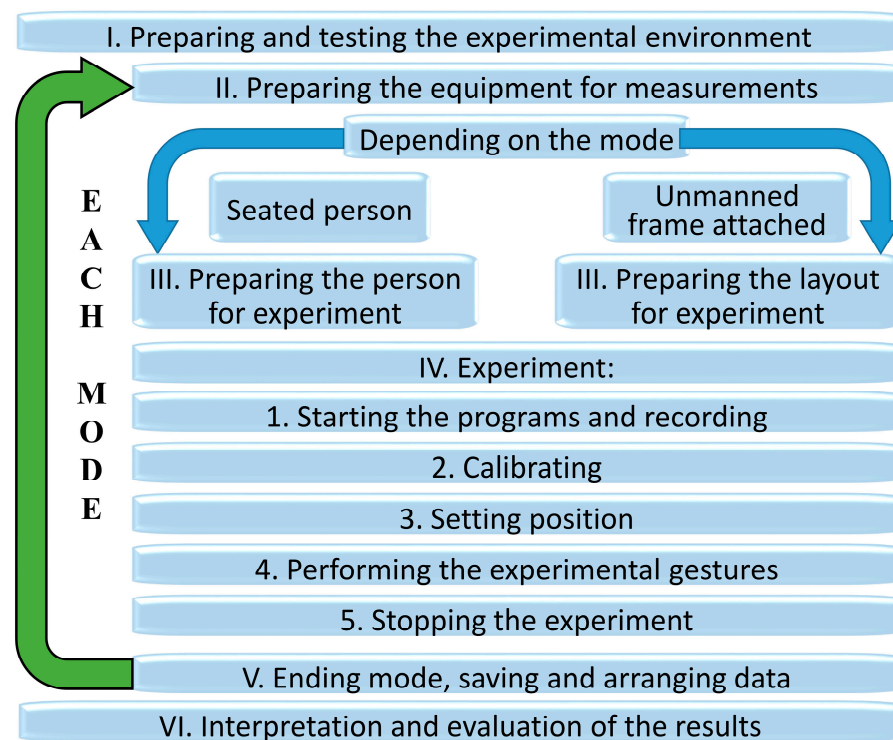 I. Preparing and testing the experimental environment
II. Preparing the equipment for measurements
Depending on the mode
Seated person
Unmanned
frame attached
III. Preparing the person
for experiment
III. Preparing the layout
for experiment
EACH MODE
IV. Experiment:
1. Starting the programs and recording
2. Calibrating
3. Setting position
4. Performing the experimental gestures
5. Stopping the experiment
V. Ending mode, saving and arranging data
VI. Interpretation and evaluation of the results